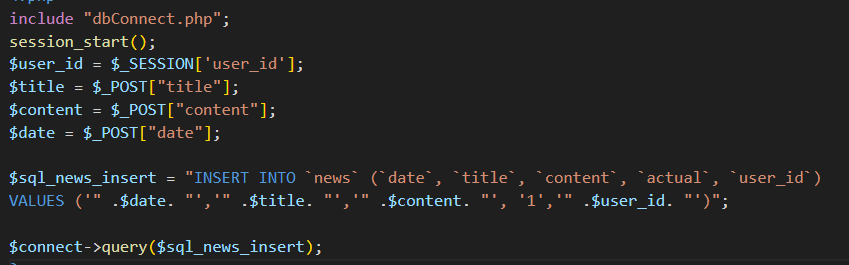 include "dbConnect.php";
session_start();
$user_id = $_SESSION['user_id'];
$title = $_POST["title"];
$content = $_POST["content"];
$date = $_POST["date"];
$sql_news_insert = "INSERT INTO `news` (`date`, `title`, `content`, `actual`, `user_id`)
VALUES ('" .$date. "','" .$title. "','" .$content. "', '1','" .$user_id. "')";
$connect->query($sql_news_insert);